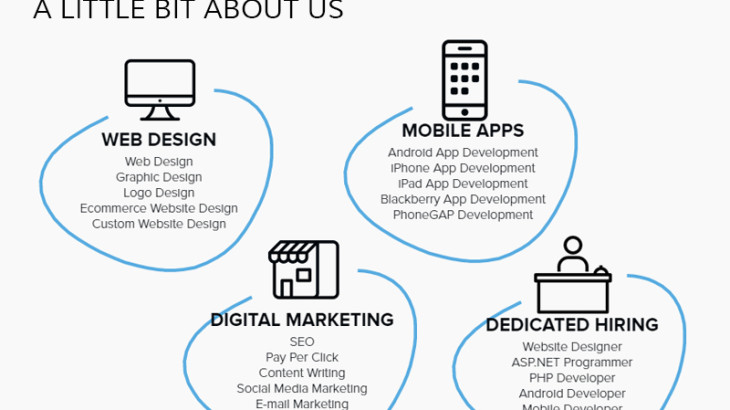 A LITTLE BIT ABOUT US
WEB DESIGN
Web Design
Graphic Design
Logo Design
Ecommerce Website Design
Custom Website Design
MOBILE APPS
Android App Development
iPhone App Development
iPad App Development
Blackberry App Development
PhoneGAP Development
DIGITAL MARKETING
SEO
Pay Per Click
Content Writing
Social Media Marketing
E-mail Marketing
DEDICATED HIRING
Website Designer
ASP.NET Programmer
PHP Developer
Android Developer
Mobile Developer